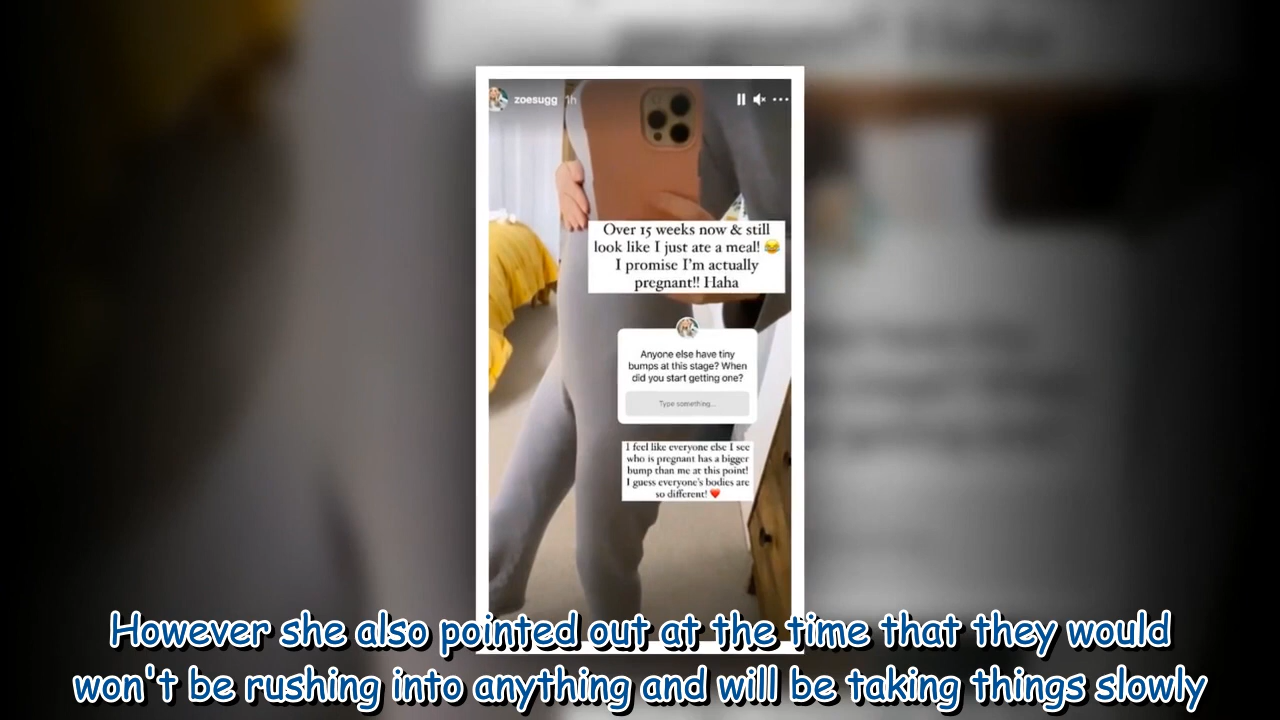 zoesugg 1h
Over 15 weeks now & still
look like I just ate a meal! 😂
I promise I'm actually
pregnant!! Haha
Anyone else have tiny
bumps at this stage? When
did you start getting one?
Type something...
I feel like everyone else I see
who is pregnant has a bigger
bump than me at this point!
I guess everyone's bodies are
so different! ❤️
However she also pointed out at the time that they would
won't be rushing into anything and will be taking things slowly